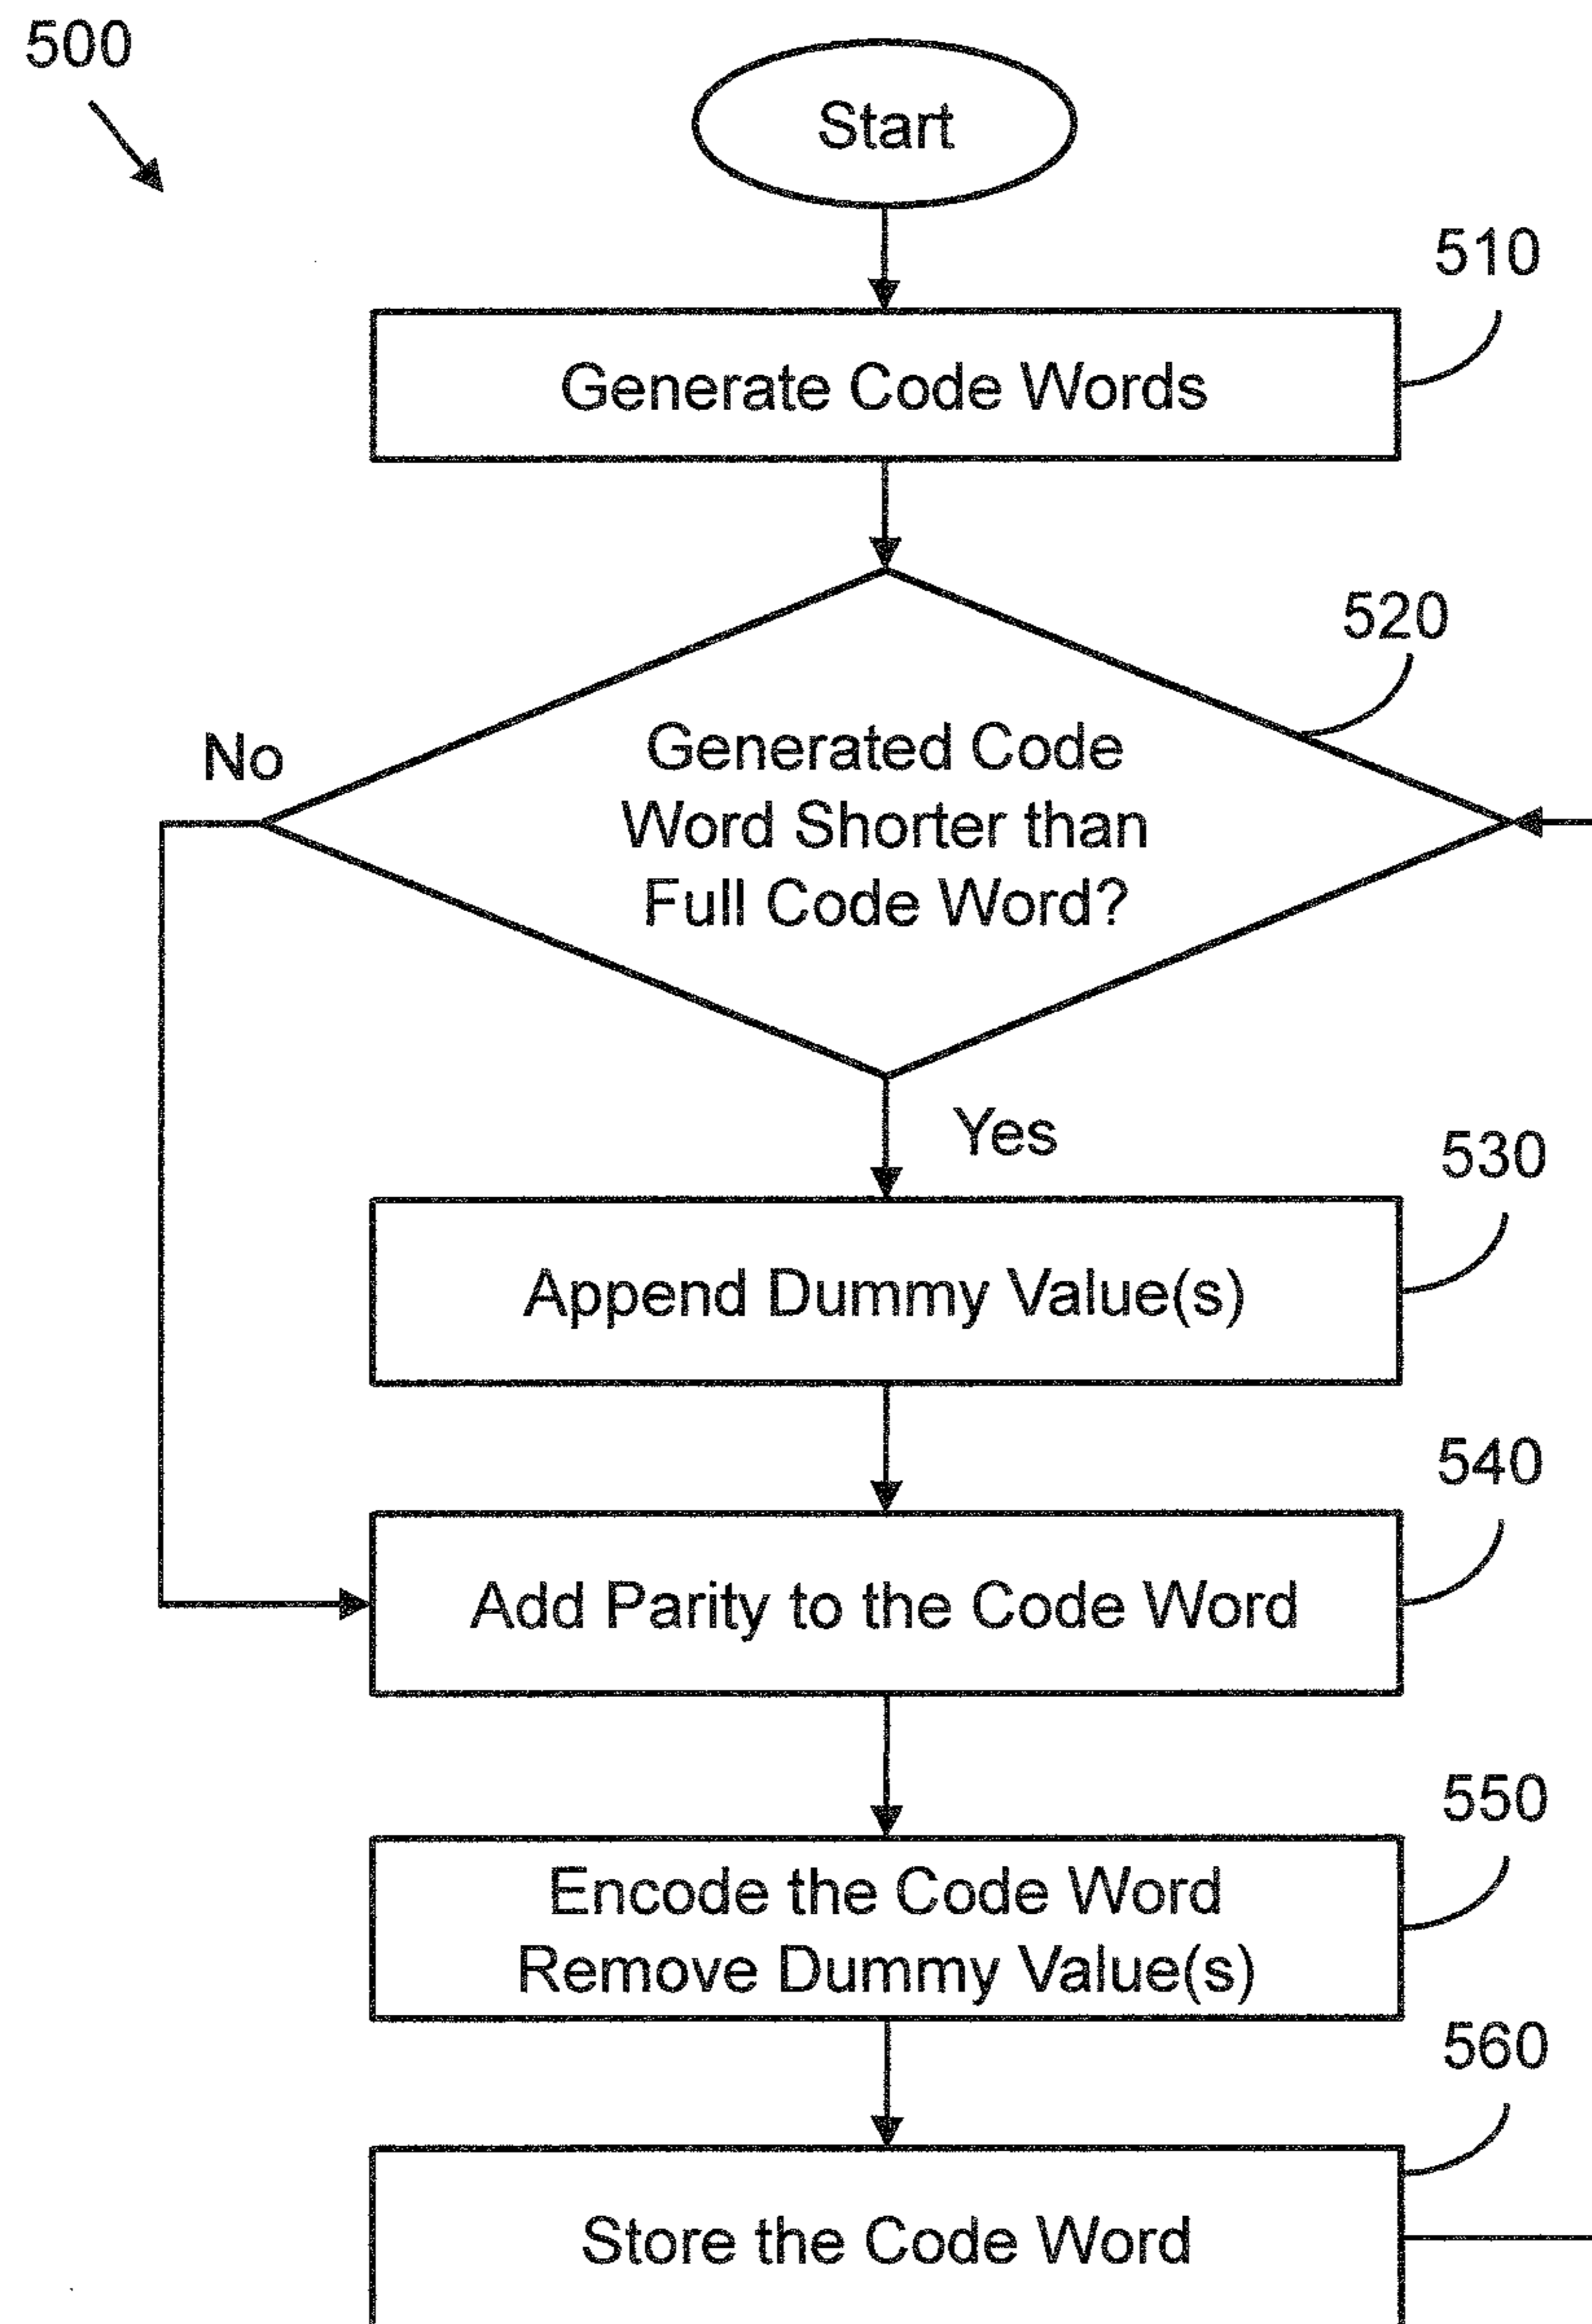 500
Start
510
Generate Code Words
520
No
Generated Code
Word Shorter than
Full Code Word?
Yes
530
Append Dummy Value(s)
540
Add Parity to the Code Word
550
Encode the Code Word
Remove Dummy Value(s)
560
Store the Code Word